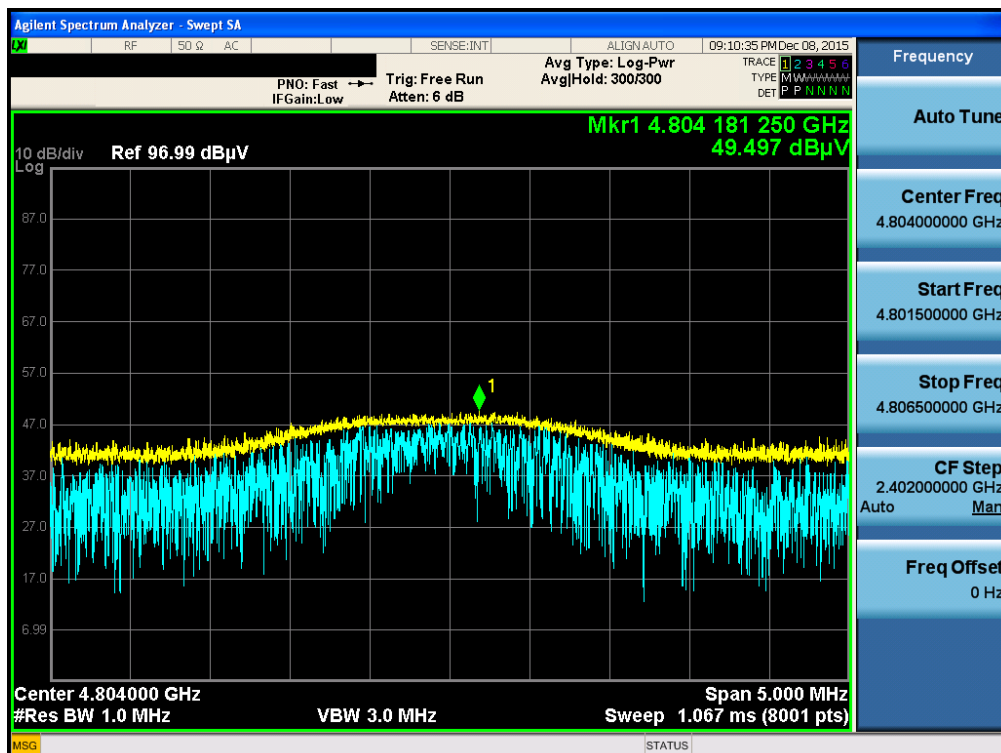 Agilent Spectrum Analyzer - Swept SA
LXI RF 50 Ω AC SENSE:INT ALIGN AUTO 09:10:35 PM Dec 08, 2015
Frequency
PNO: Fast
IFGain:Low
Trig: Free Run
Atten: 6 dB
Avg Type: Log-Pwr
Avg|Hold: 300/300
TRACE 1 2 3 4 5 6
TYPE M W W W W W
DET P P N N N N
Auto Tune
Mkr1 4.804 181 250 GHz
49.497 dBµV
10 dB/div Ref 96.99 dBµV
Log
87.0
77.0
67.0
57.0
47.0
37.0
27.0
17.0
6.99
1
Center 4.804000 GHz Span 5.000 MHz
#Res BW 1.0 MHz VBW 3.0 MHz Sweep 1.067 ms (8001 pts)
Center Freq
4.804000000 GHz
Start Freq
4.801500000 GHz
Stop Freq
4.806500000 GHz
CF Step
2.402000000 GHz
Auto Man
Freq Offset
0 Hz
MSG STATUS